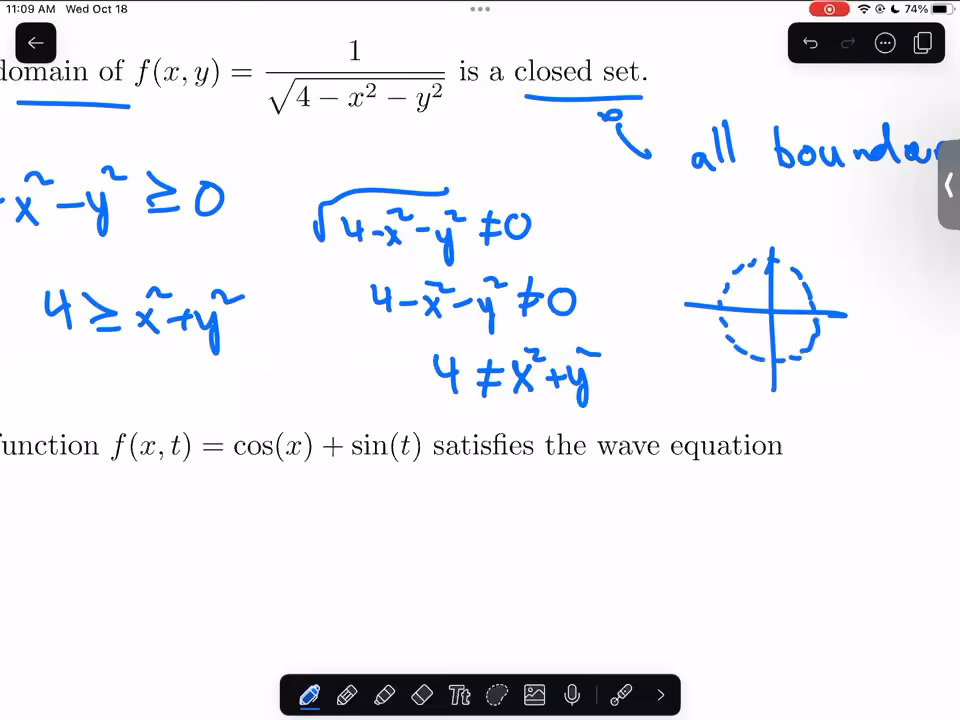 11:09 AM Wed Oct 18
74%
domain of f(x, y) = 1 / √(4 − x² − y²) is a closed set.
all boundar
x² − y² ≥ 0
√(4-x²-y²) ≠ 0
4 ≥ x²+y²
4-x²-y² ≠ 0
4 ≠ x²+y²
function f(x, t) = cos(x) + sin(t) satisfies the wave equation
Tt